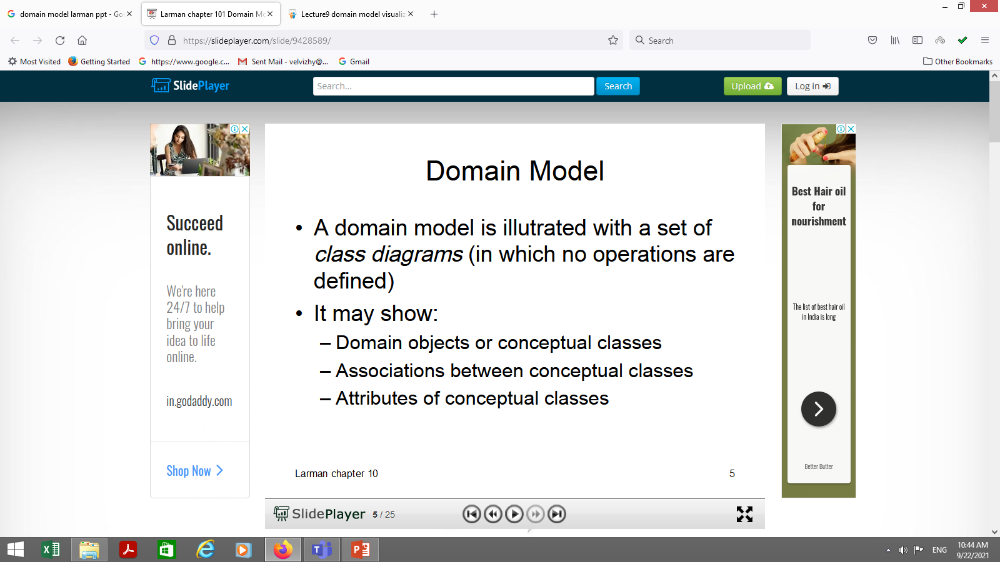 domain model larman ppt - Go
Larman chapter 101 Domain Mo
Lecture9 domain model visualiz
https://slideplayer.com/slide/9428589/
Search
Most Visited
Getting Started
https://www.google.c...
Sent Mail - velvizhy@...
Gmail
Other Bookmarks
SlidePlayer
Search...
Search
Upload
Log in
Succeed
online.
We're here
24/7 to help
bring your
idea to life
online.
in.godaddy.com
Shop Now
Domain Model
• A domain model is illutrated with a set of
class diagrams (in which no operations are
defined)
• It may show:
– Domain objects or conceptual classes
– Associations between conceptual classes
– Attributes of conceptual classes
Larman chapter 10
5
Best Hair oil
for
nourishment
The list of best hair oil
in India is long
Better Butter
SlidePlayer
5 / 25
ENG
10:44 AM
9/22/2021